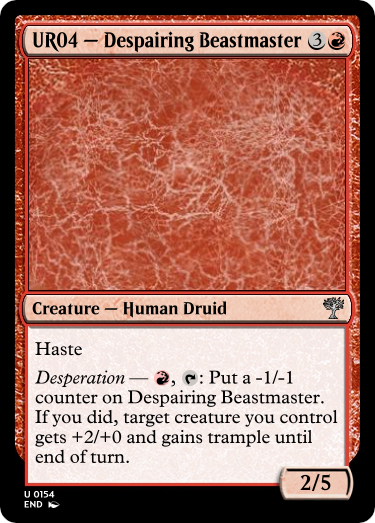 UR04 — Despairing Beastmaster 3
Creature — Human Druid
Haste
Desperation — , : Put a -1/-1
counter on Despairing Beastmaster.
If you did, target creature you control
gets +2/+0 and gains trample until
end of turn.
2/5
U 0154
END